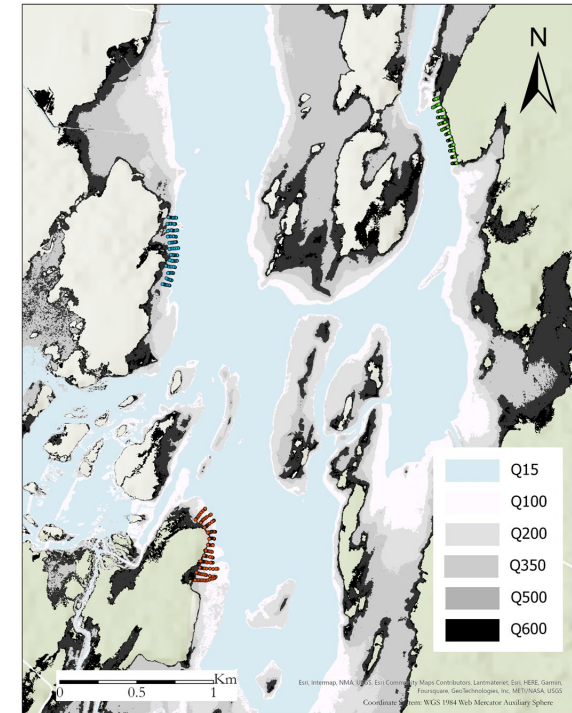 N
Q15
Q100
Q200
Q350
Q500
Q600
Km
0 0.5 1
Esri, Intermap, NMA, USGS, Esri Community Maps Contributors, Lantmäteriet, Esri, HERE, Garmin,
Foursquare, GeoTechnologies, Inc, METI/NASA, USGS
Coordinate System: WGS 1984 Web Mercator Auxiliary Sphere